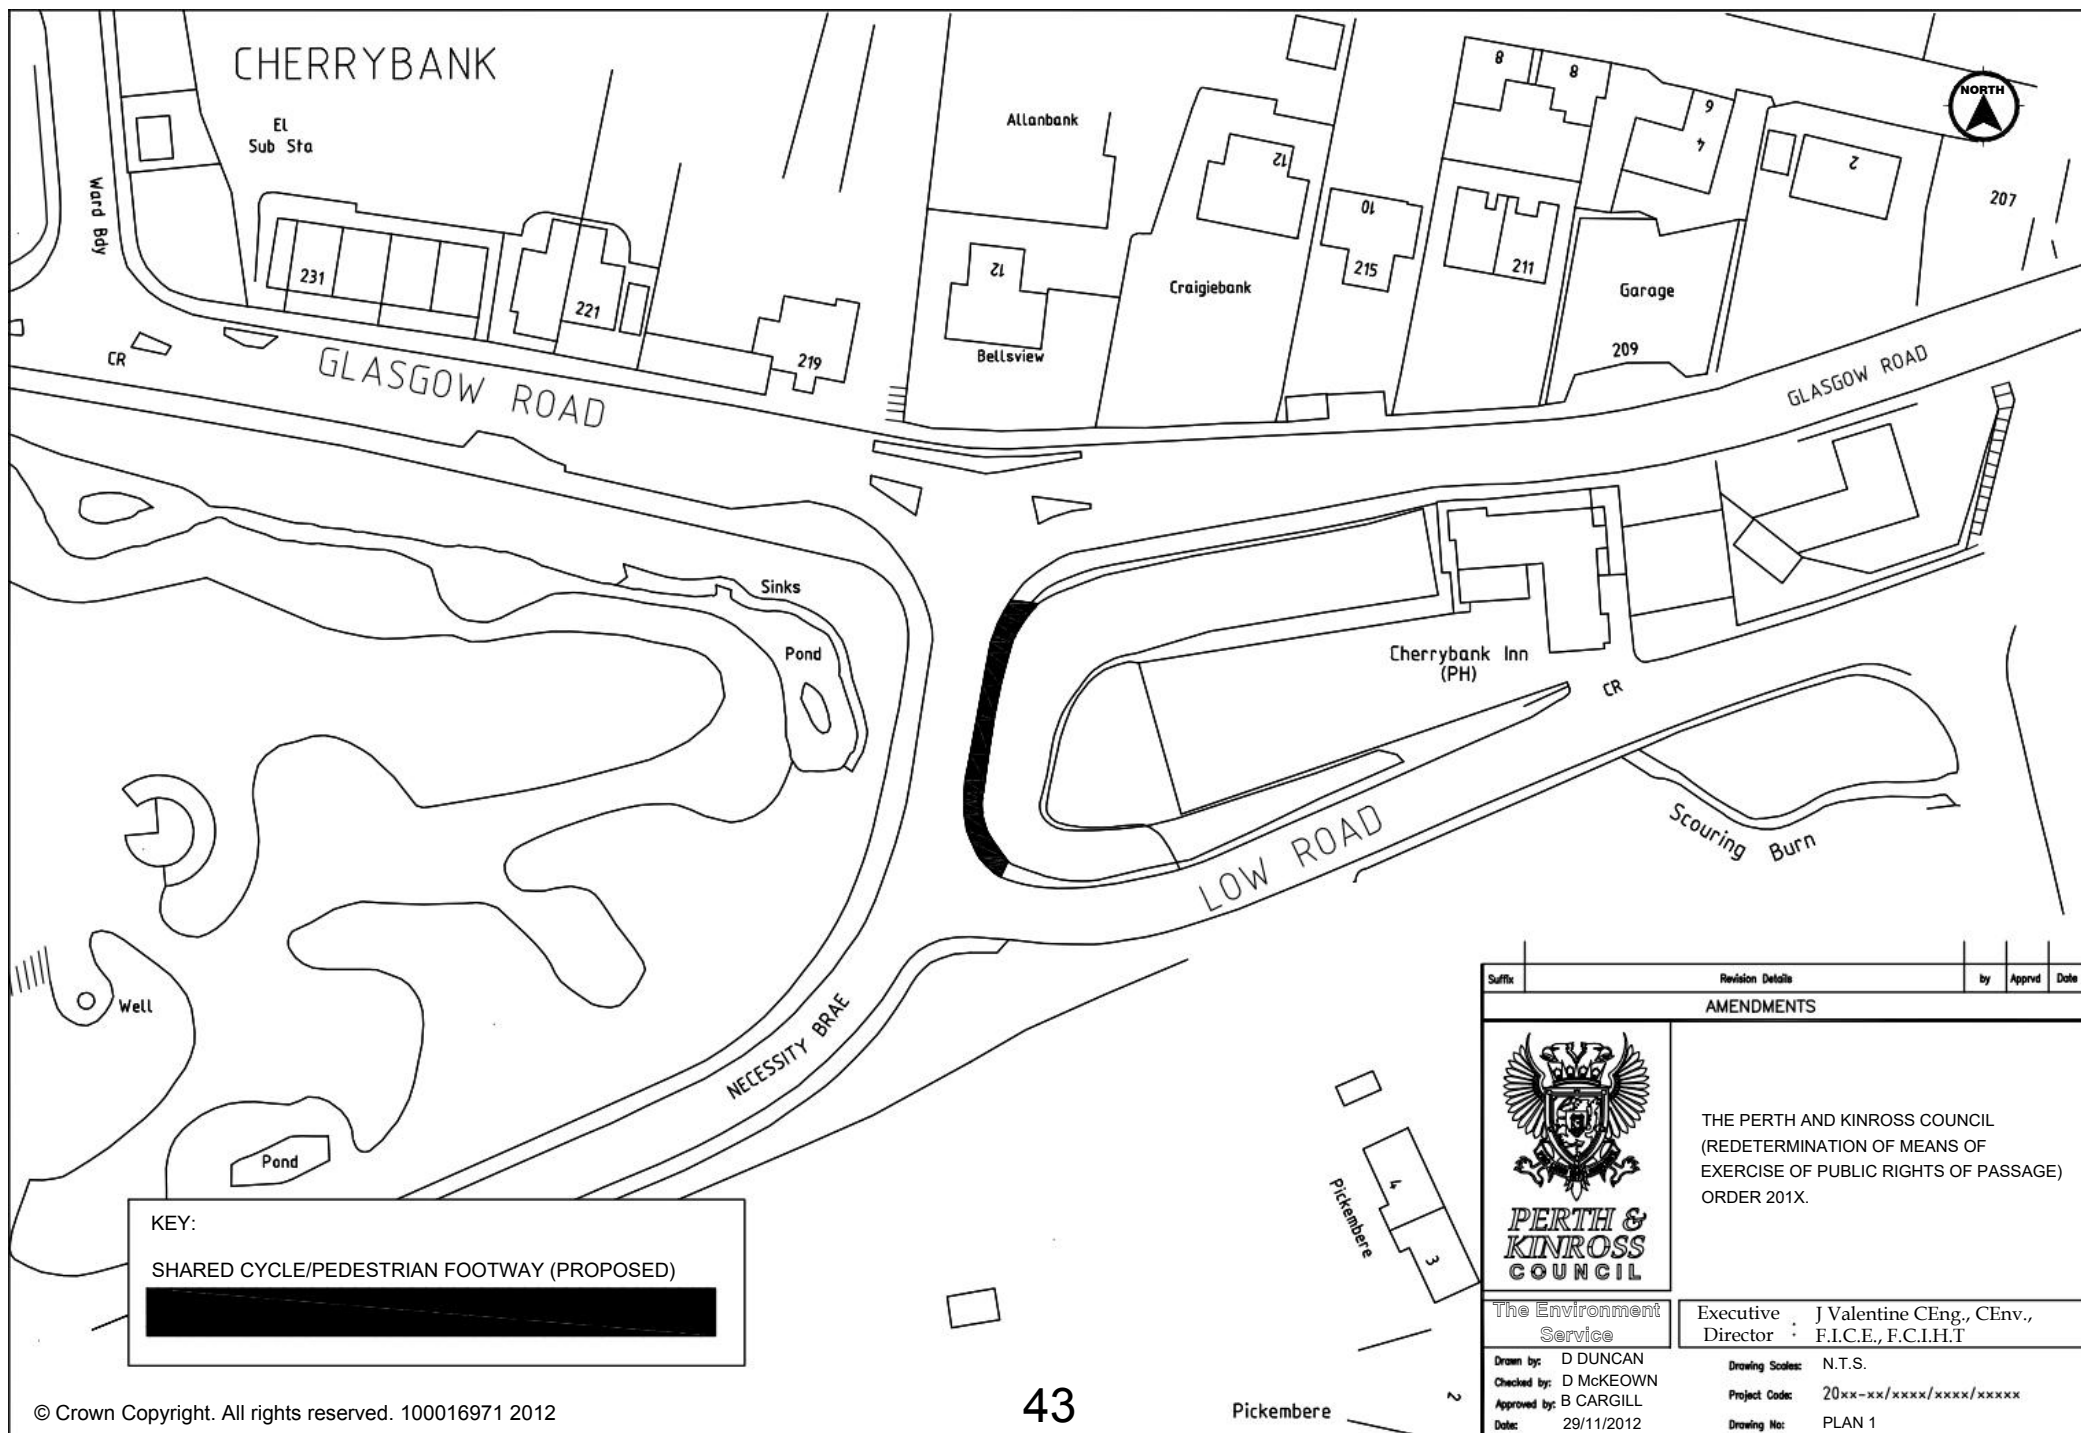 CHERRYBANK
El
Sub Sta
Ward Bdy
231
221
219
CR
GLASGOW ROAD
Allanbank
12
Bellsview
Craigiebank
12
10
215
8
8
6
4
211
Garage
209
2
207
NORTH
GLASGOW ROAD
Sinks
Pond
Cherrybank Inn
(PH)
CR
LOW ROAD
Scouring Burn
Well
NECESSITY BRAE
Pond
Pickembere
4
3
2
Pickembere
KEY:
SHARED CYCLE/PEDESTRIAN FOOTWAY (PROPOSED)
© Crown Copyright. All rights reserved. 100016971 2012
43
Suffix Revision Details by Apprvd Date
AMENDMENTS
PERTH &
KINROSS
COUNCIL
THE PERTH AND KINROSS COUNCIL
(REDETERMINATION OF MEANS OF
EXERCISE OF PUBLIC RIGHTS OF PASSAGE)
ORDER 201X.
The Environment
Service
Executive
Director :
J Valentine CEng., CEnv.,
F.I.C.E., F.C.I.H.T
Drawn by: D DUNCAN
Checked by: D McKEOWN
Approved by: B CARGILL
Date: 29/11/2012
Drawing Scales: N.T.S.
Project Code: 20xx-xx/xxxx/xxxx/xxxxx
Drawing No: PLAN 1